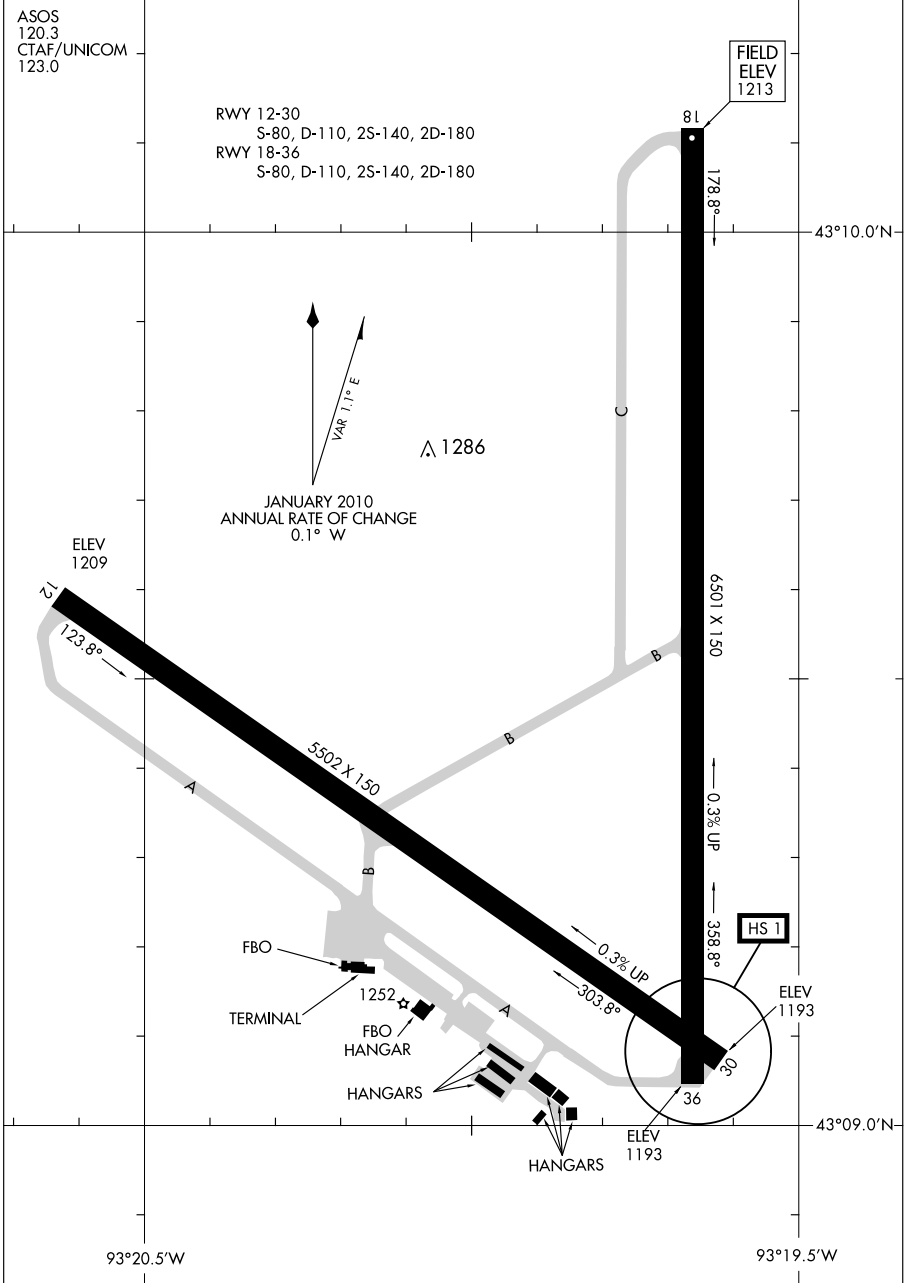 ASOS
120.3
CTAF/UNICOM
123.0
FIELD
ELEV
1213
RWY 12-30
S-80, D-110, 2S-140, 2D-180
RWY 18-36
S-80, D-110, 2S-140, 2D-180
18
178.8°
43°10.0'N
VAR 1.1° E
1286
C
JANUARY 2010
ANNUAL RATE OF CHANGE
0.1° W
ELEV
1209
12
123.8°
6501 X 150
B
B
5502 X 150
A
0.3% UP
B
358.8°
HS 1
FBO
0.3% UP
303.8°
1252
TERMINAL
A
ELEV
1193
FBO
HANGAR
30
HANGARS
36
43°09.0'N
ELEV
1193
HANGARS
93°20.5'W
93°19.5'W